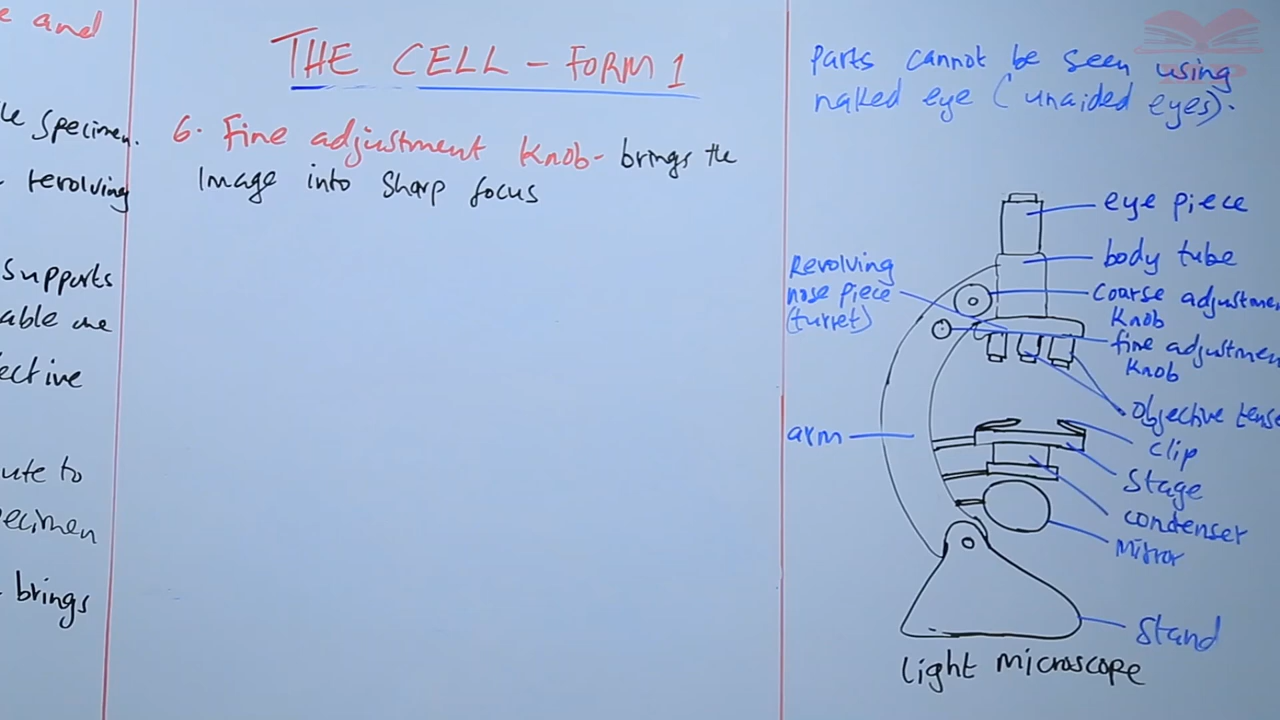 e and
le specimen.
revolving
supports
able one
ective
ute to
pecimen
brings
THE CELL - FORM 1
6. Fine adjustment Knob- brings the
Image into sharp focus
Parts cannot be seen using
naked eye (unaided eyes).
eye piece
body tube
Revolving
nose piece
(turret)
Coarse adjustmen
Knob
fine adjustmen
Knob
Objective lense
arm
clip
Stage
condenser
Mirror
Stand
light microscope